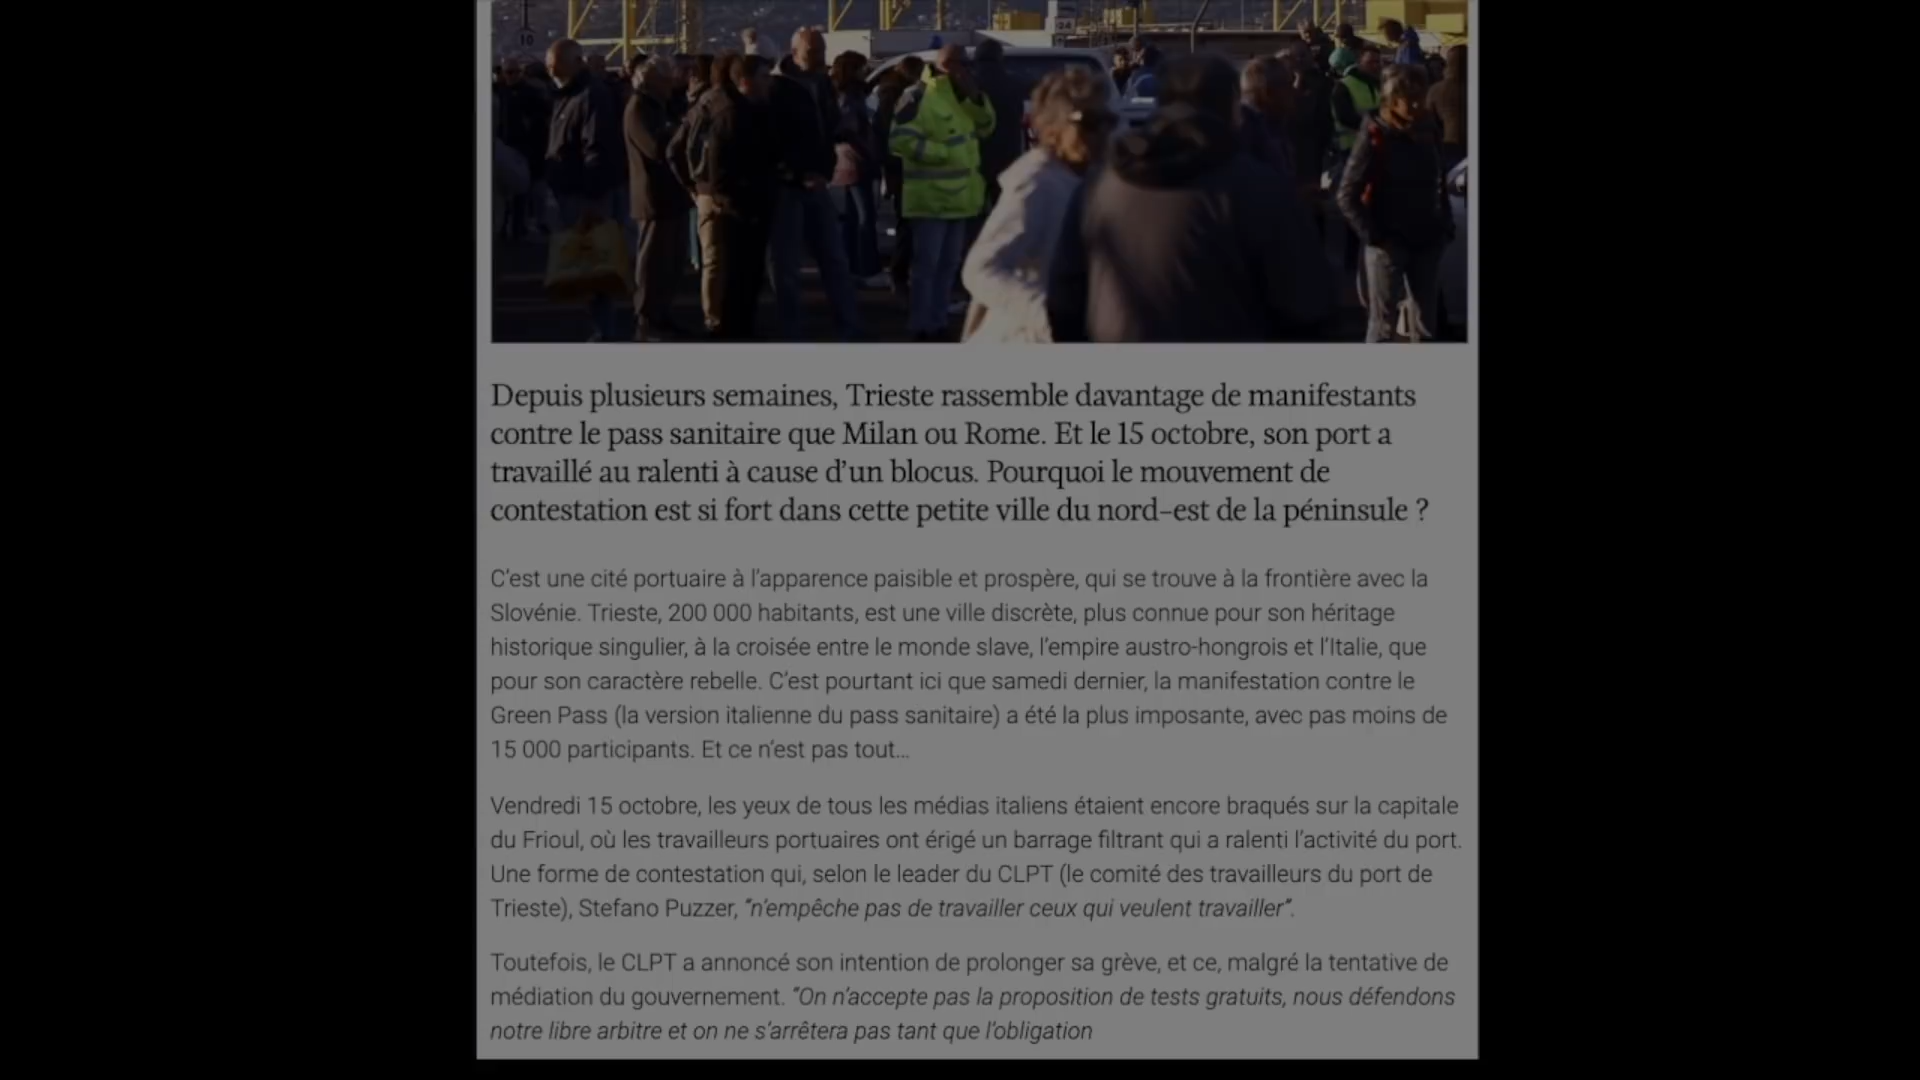 10
24
Depuis plusieurs semaines, Trieste rassemble davantage de manifestants
contre le pass sanitaire que Milan ou Rome. Et le 15 octobre, son port a
travaillé au ralenti à cause d’un blocus. Pourquoi le mouvement de
contestation est si fort dans cette petite ville du nord-est de la péninsule ?
C’est une cité portuaire à l’apparence paisible et prospère, qui se trouve à la frontière avec la
Slovénie. Trieste, 200 000 habitants, est une ville discrète, plus connue pour son héritage
historique singulier, à la croisée entre le monde slave, l’empire austro-hongrois et l’Italie, que
pour son caractère rebelle. C’est pourtant ici que samedi dernier, la manifestation contre le
Green Pass (la version italienne du pass sanitaire) a été la plus imposante, avec pas moins de
15 000 participants. Et ce n’est pas tout…
Vendredi 15 octobre, les yeux de tous les médias italiens étaient encore braqués sur la capitale
du Frioul, où les travailleurs portuaires ont érigé un barrage filtrant qui a ralenti l’activité du port.
Une forme de contestation qui, selon le leader du CLPT (le comité des travailleurs du port de
Trieste), Stefano Puzzer, “n’empêche pas de travailler ceux qui veulent travailler”.
Toutefois, le CLPT a annoncé son intention de prolonger sa grève, et ce, malgré la tentative de
médiation du gouvernement. “On n’accepte pas la proposition de tests gratuits, nous défendons
notre libre arbitre et on ne s’arrêtera pas tant que l’obligation